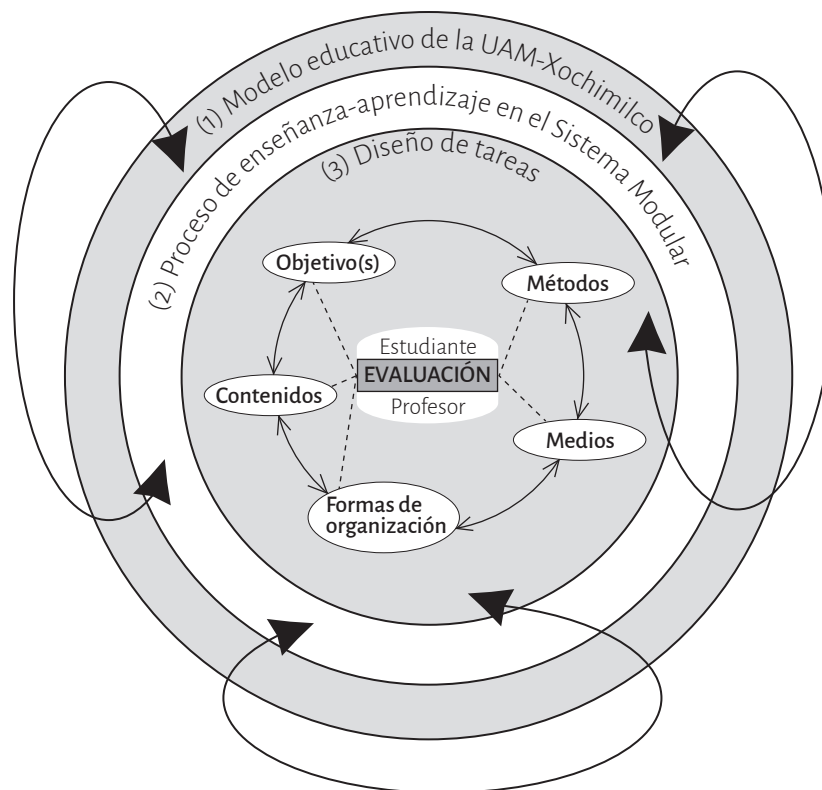 (1) Modelo educativo de la UAM-Xochimilco
(2) Proceso de enseñanza-aprendizaje en el Sistema Modular
(3) Diseño de tareas
Objetivo(s)
Métodos
Estudiante
EVALUACIÓN
Profesor
Contenidos
Medios
Formas de
organización